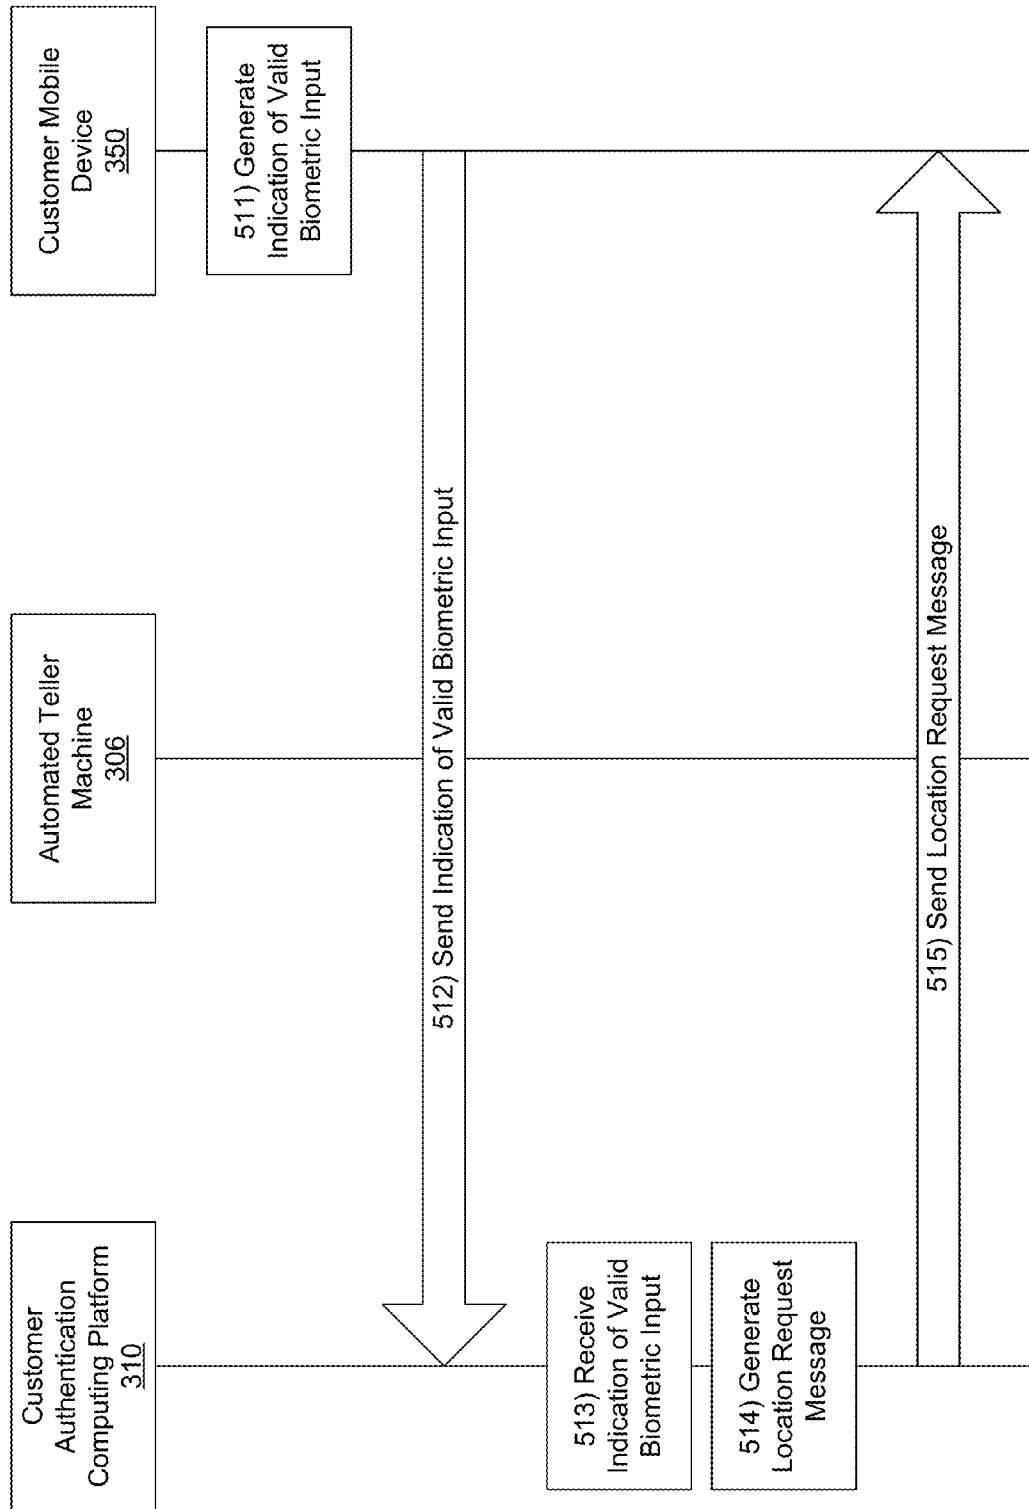 Customer
Authentication
Computing Platform
310
Automated Teller
Machine
306
Customer Mobile
Device
350
511) Generate
Indication of Valid
Biometric Input
512) Send Indication of Valid Biometric Input
513) Receive
Indication of Valid
Biometric Input
514) Generate
Location Request
Message
515) Send Location Request Message